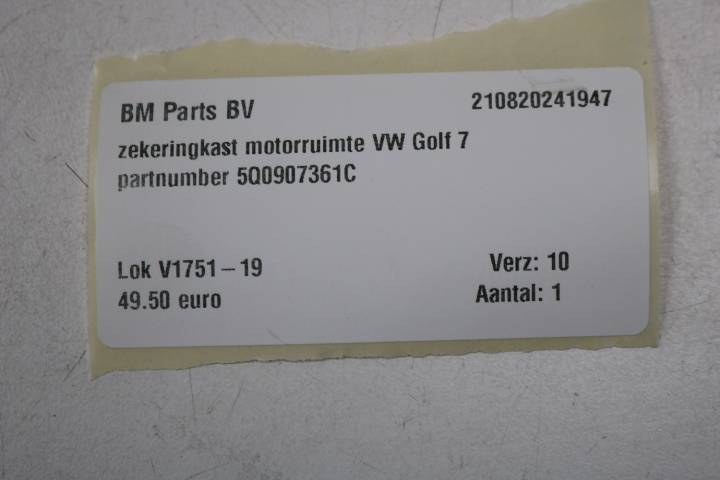 BM Parts BV 210820241947
zekeringkast motorruimte VW Golf 7
partnumber 5Q0907361C
Lok V1751-19 Verz: 10
49.50 euro Aantal: 1